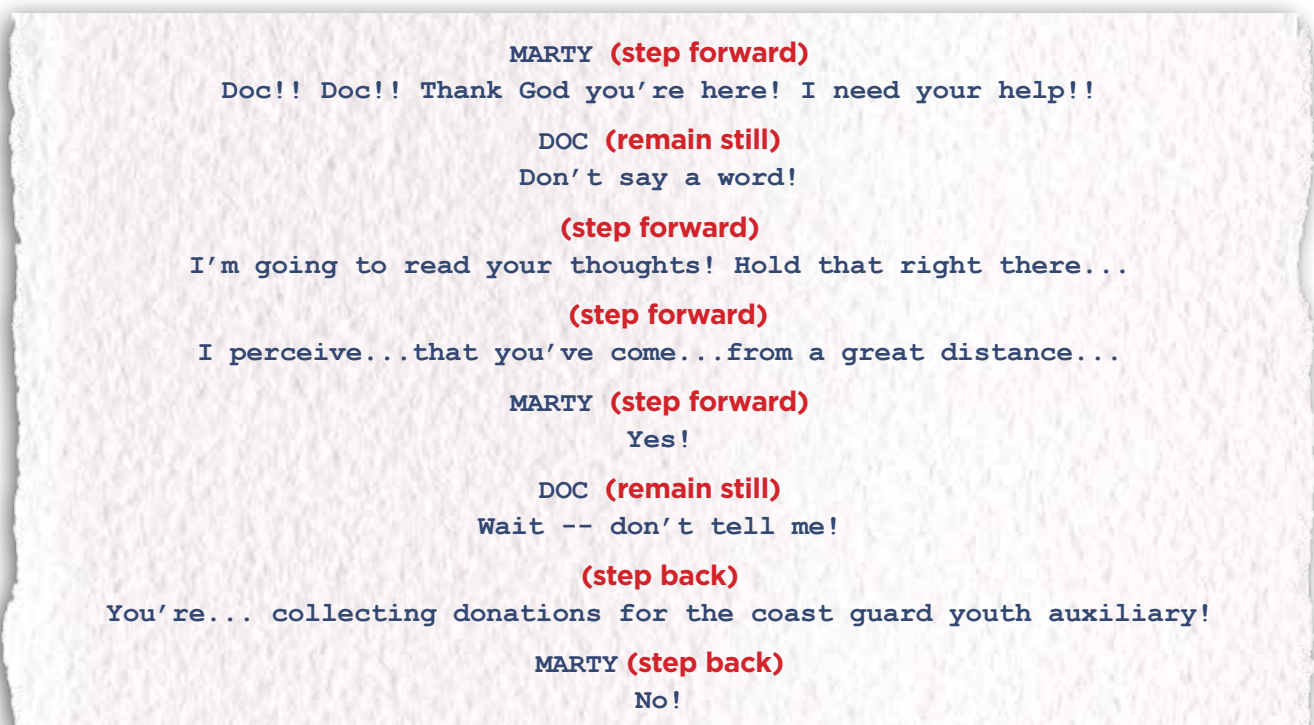 MARTY (step forward)
Doc!! Doc!! Thank God you're here! I need your help!!
DOC (remain still)
Don't say a word!
(step forward)
I'm going to read your thoughts! Hold that right there...
(step forward)
I perceive...that you've come...from a great distance...
MARTY (step forward)
Yes!
DOC (remain still)
Wait -- don't tell me!
(step back)
You're... collecting donations for the coast guard youth auxiliary!
MARTY (step back)
No!